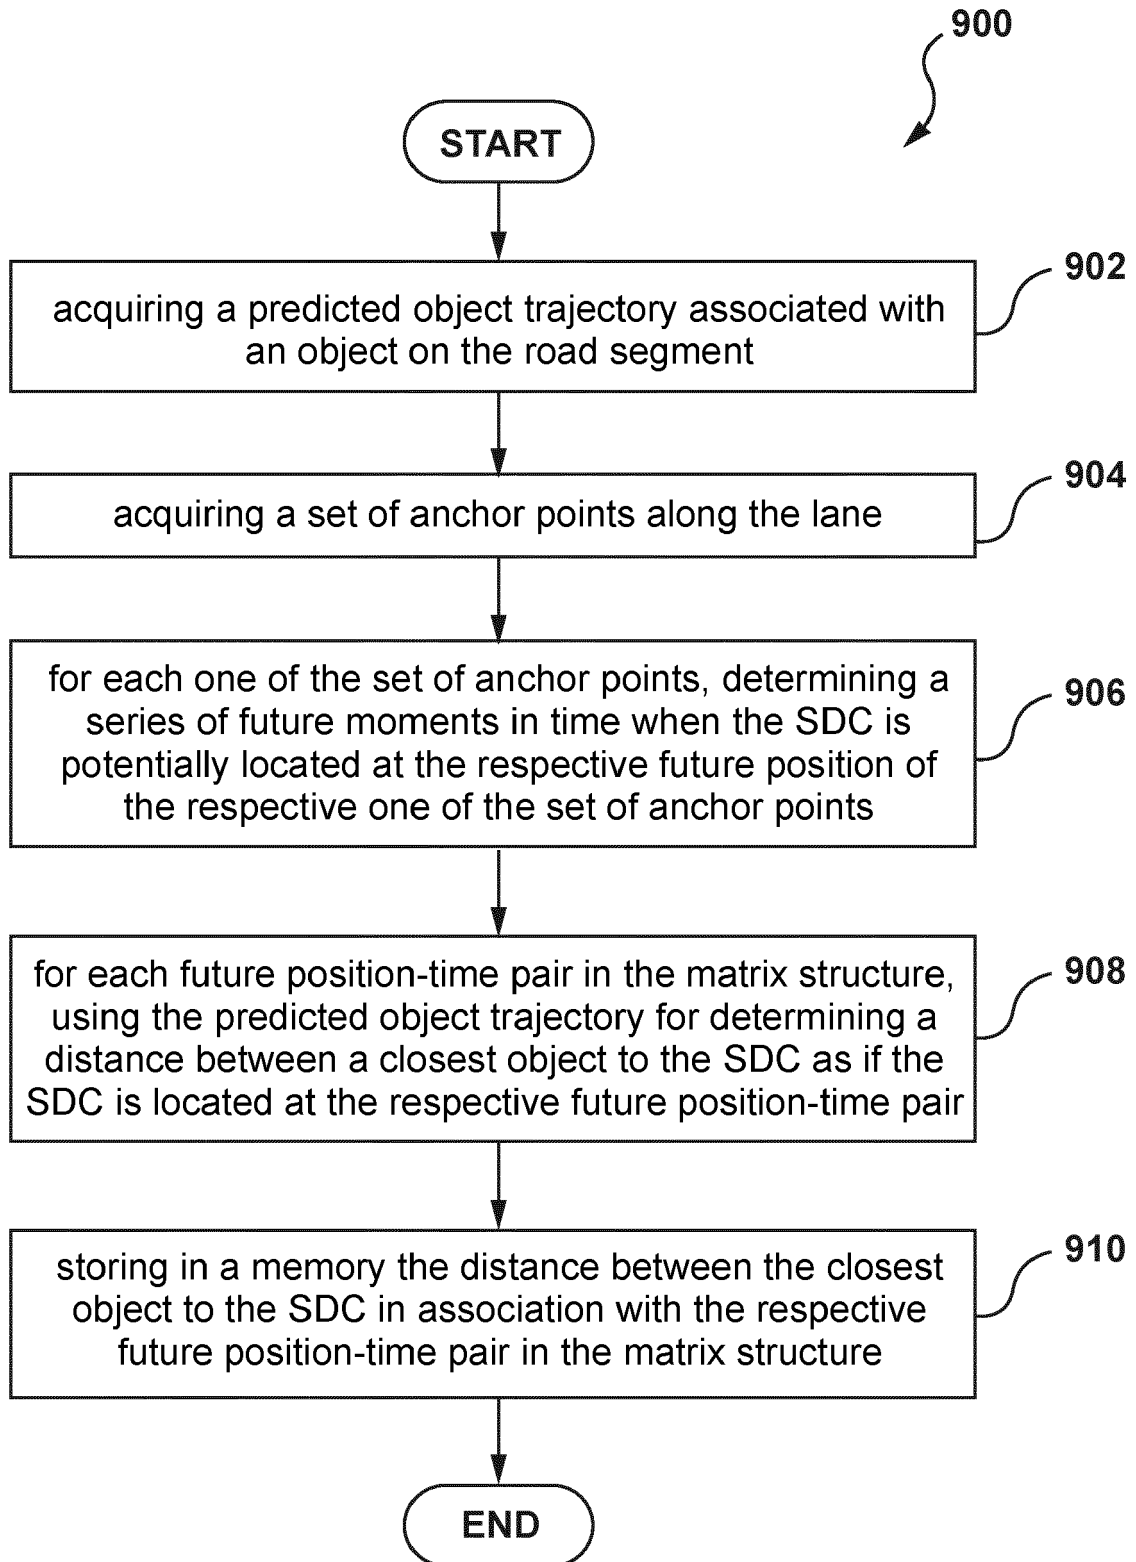 900
START
902
acquiring a predicted object trajectory associated with
an object on the road segment
904
acquiring a set of anchor points along the lane
906
for each one of the set of anchor points, determining a
series of future moments in time when the SDC is
potentially located at the respective future position of
the respective one of the set of anchor points
908
for each future position-time pair in the matrix structure,
using the predicted object trajectory for determining a
distance between a closest object to the SDC as if the
SDC is located at the respective future position-time pair
910
storing in a memory the distance between the closest
object to the SDC in association with the respective
future position-time pair in the matrix structure
END